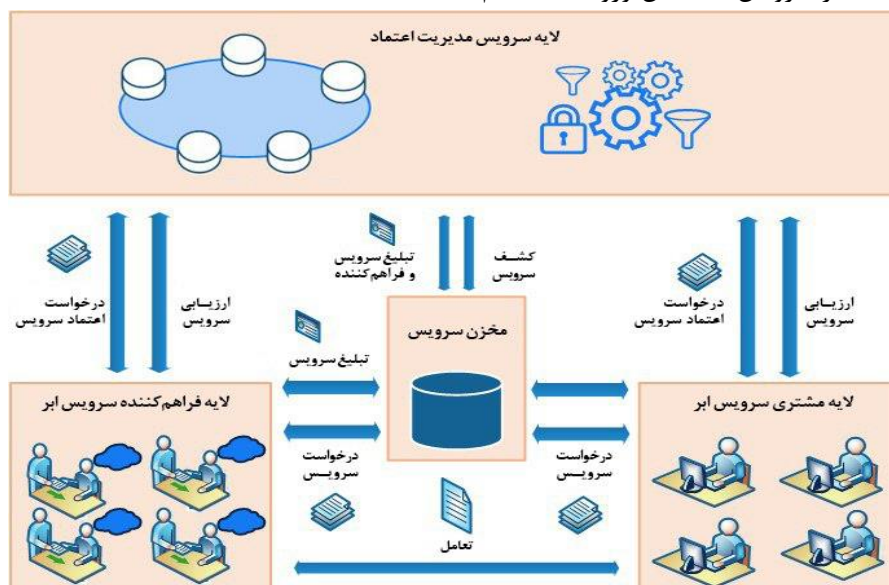 لایه سرویس مدیریت اعتماد
کشف
سرویس
تبلیغ سرویس
و فراهم‌کننده
ارزیابی
سرویس
درخواست
اعتماد سرویس
ارزیابی
سرویس
درخواست
اعتماد سرویس
مخزن سرویس
تبلیغ سرویس
لایه مشتری سرویس ابر
لایه فراهم‌کننده سرویس ابر
درخواست
سرویس
درخواست
سرویس
تعامل